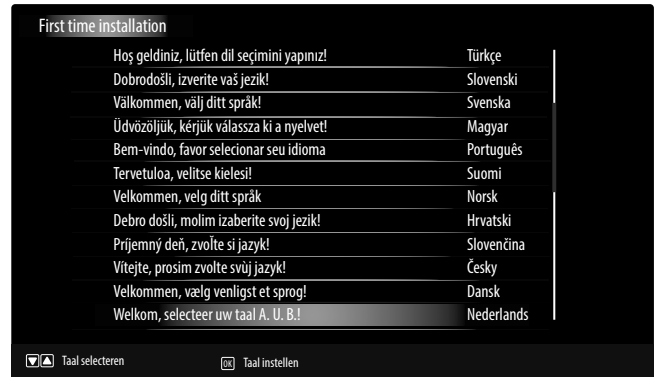 First time installation
Hoş geldiniz, lütfen dil seçimini yapınız! Türkçe
Dobrodošli, izverite vaš jezik! Slovenski
Välkommen, välj ditt språk! Svenska
Üdvözöljük, kérjük válassza ki a nyelvet! Magyar
Bem-vindo, favor selecionar seu idioma Português
Tervetuloa, velitse kielesi! Suomi
Velkommen, velg ditt språk Norsk
Debro došli, molim izaberite svoj jezik! Hrvatski
Príjemný deň, zvoľte si jazyk! Slovenčina
Vítejte, prosim zvolte svùj jazyk! Česky
Velkommen, vælg venligst et sprog! Dansk
Welkom, selecteer uw taal A. U. B.! Nederlands
Taal selecteren OK Taal instellen